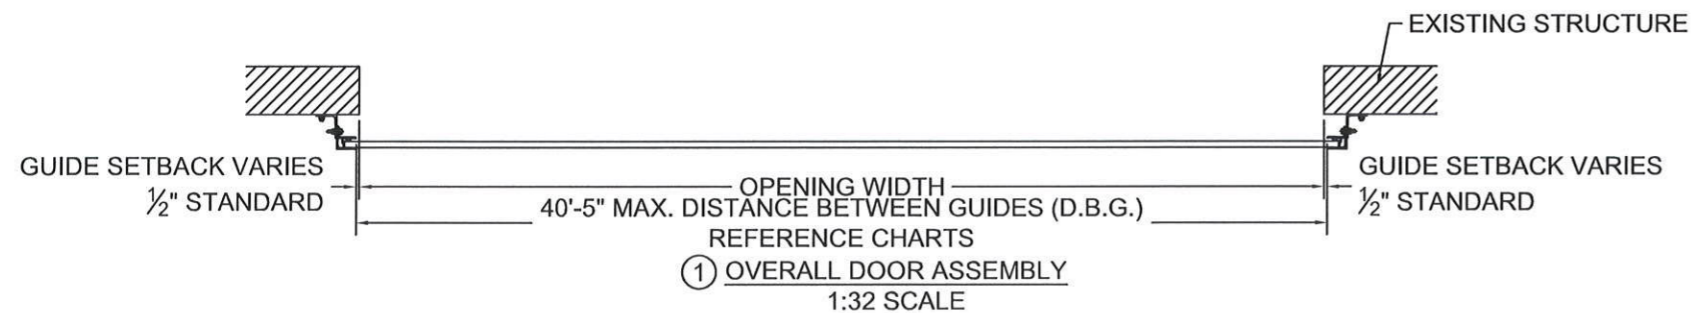 EXISTING STRUCTURE
GUIDE SETBACK VARIES
½" STANDARD
GUIDE SETBACK VARIES
½" STANDARD
OPENING WIDTH
40'-5" MAX. DISTANCE BETWEEN GUIDES (D.B.G.)
REFERENCE CHARTS
1 OVERALL DOOR ASSEMBLY
1:32 SCALE